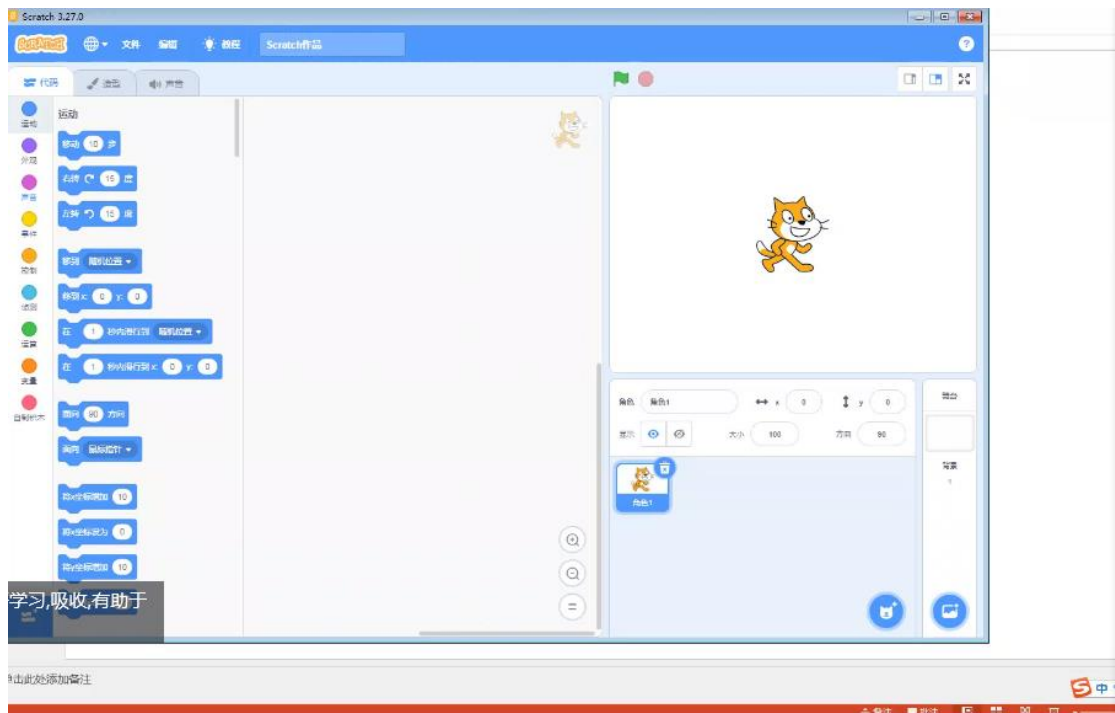 Scratch 3.27.0
SCRATCH 文件 编辑 教程 Scratch作品
代码 造型 声音
运动
运动
外观
声音
事件
控制
侦测
运算
变量
自制积木
移动 10 步
右转 15 度
左转 15 度
移到 随机位置
移到 x: 0 y: 0
在 1 秒内滑行到 随机位置
在 1 秒内滑行到 x: 0 y: 0
面向 90 方向
面向 鼠标指针
将x坐标增加 10
将x坐标设为 0
将y坐标增加 10
学习,吸收,有助于
角色 角色1 x 0 y 0
显示 大小 100 方向 90
角色1
舞台
背景
1
单击此处添加备注
中
备注 批注